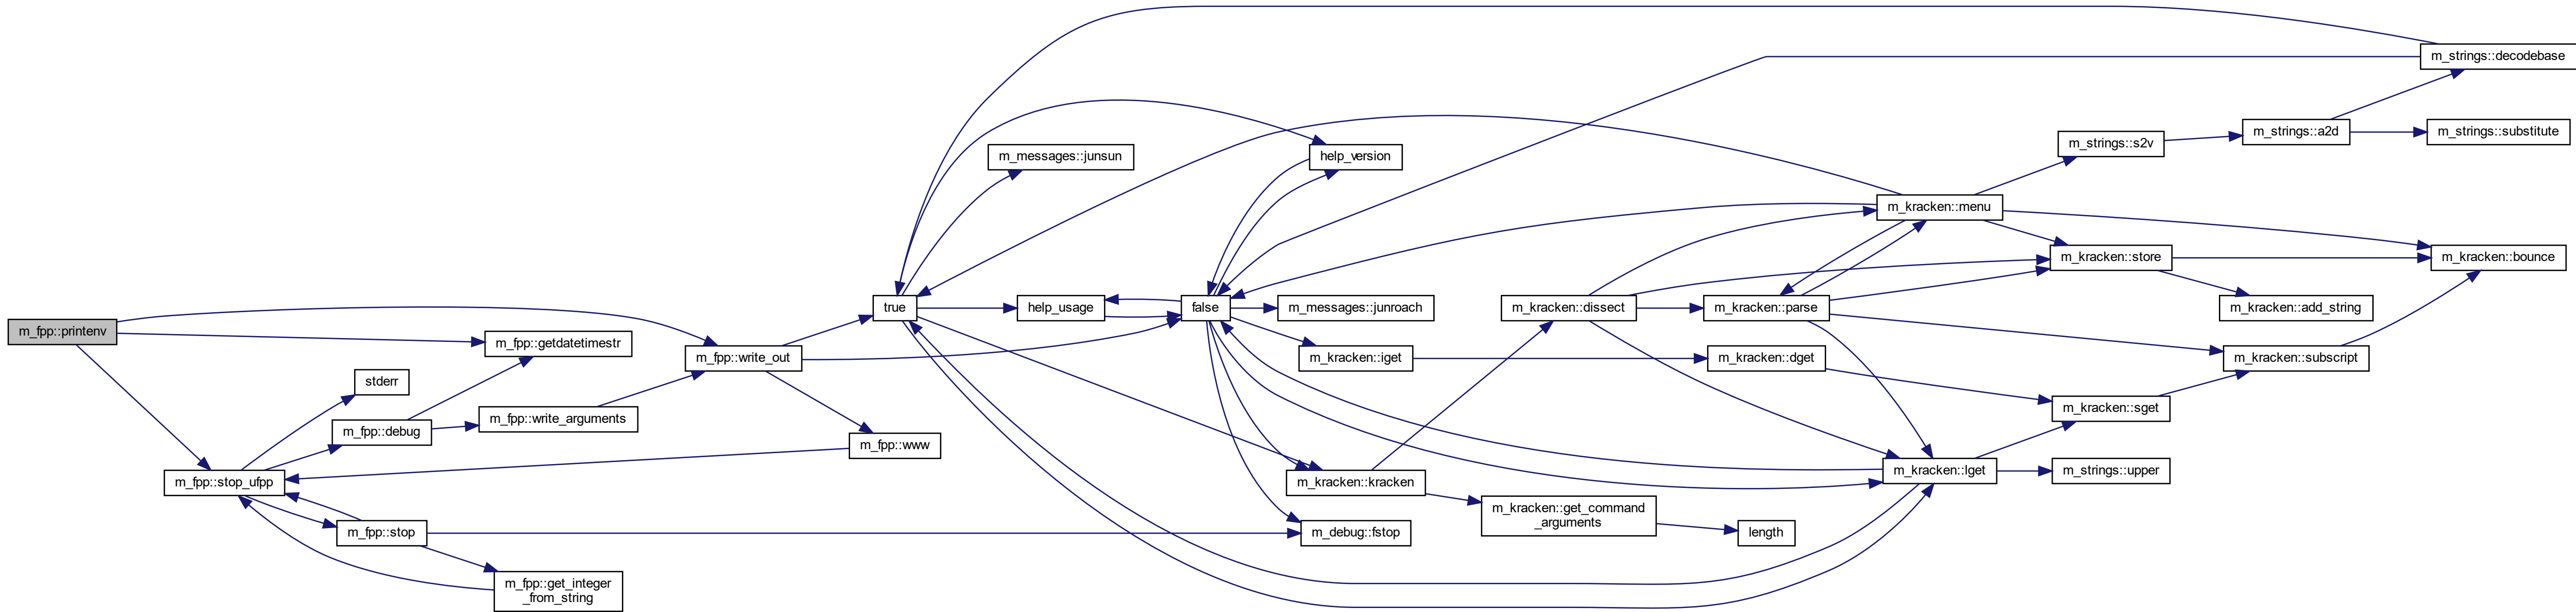 m_fpp::printenv
m_fpp::getdatetimestr
m_fpp::stop_ufpp
stderr
m_fpp::debug
m_fpp::write_arguments
m_fpp::stop
m_fpp::get_integer
_from_string
m_fpp::write_out
m_fpp::www
true
m_messages::junsun
help_usage
help_version
false
m_messages::junroach
m_kracken::iget
m_kracken::kracken
m_debug::fstop
m_kracken::dissect
m_kracken::get_command
_arguments
length
m_kracken::parse
m_kracken::dget
m_kracken::menu
m_kracken::lget
m_strings::s2v
m_kracken::store
m_kracken::sget
m_strings::upper
m_strings::a2d
m_kracken::add_string
m_kracken::subscript
m_strings::decodebase
m_strings::substitute
m_kracken::bounce